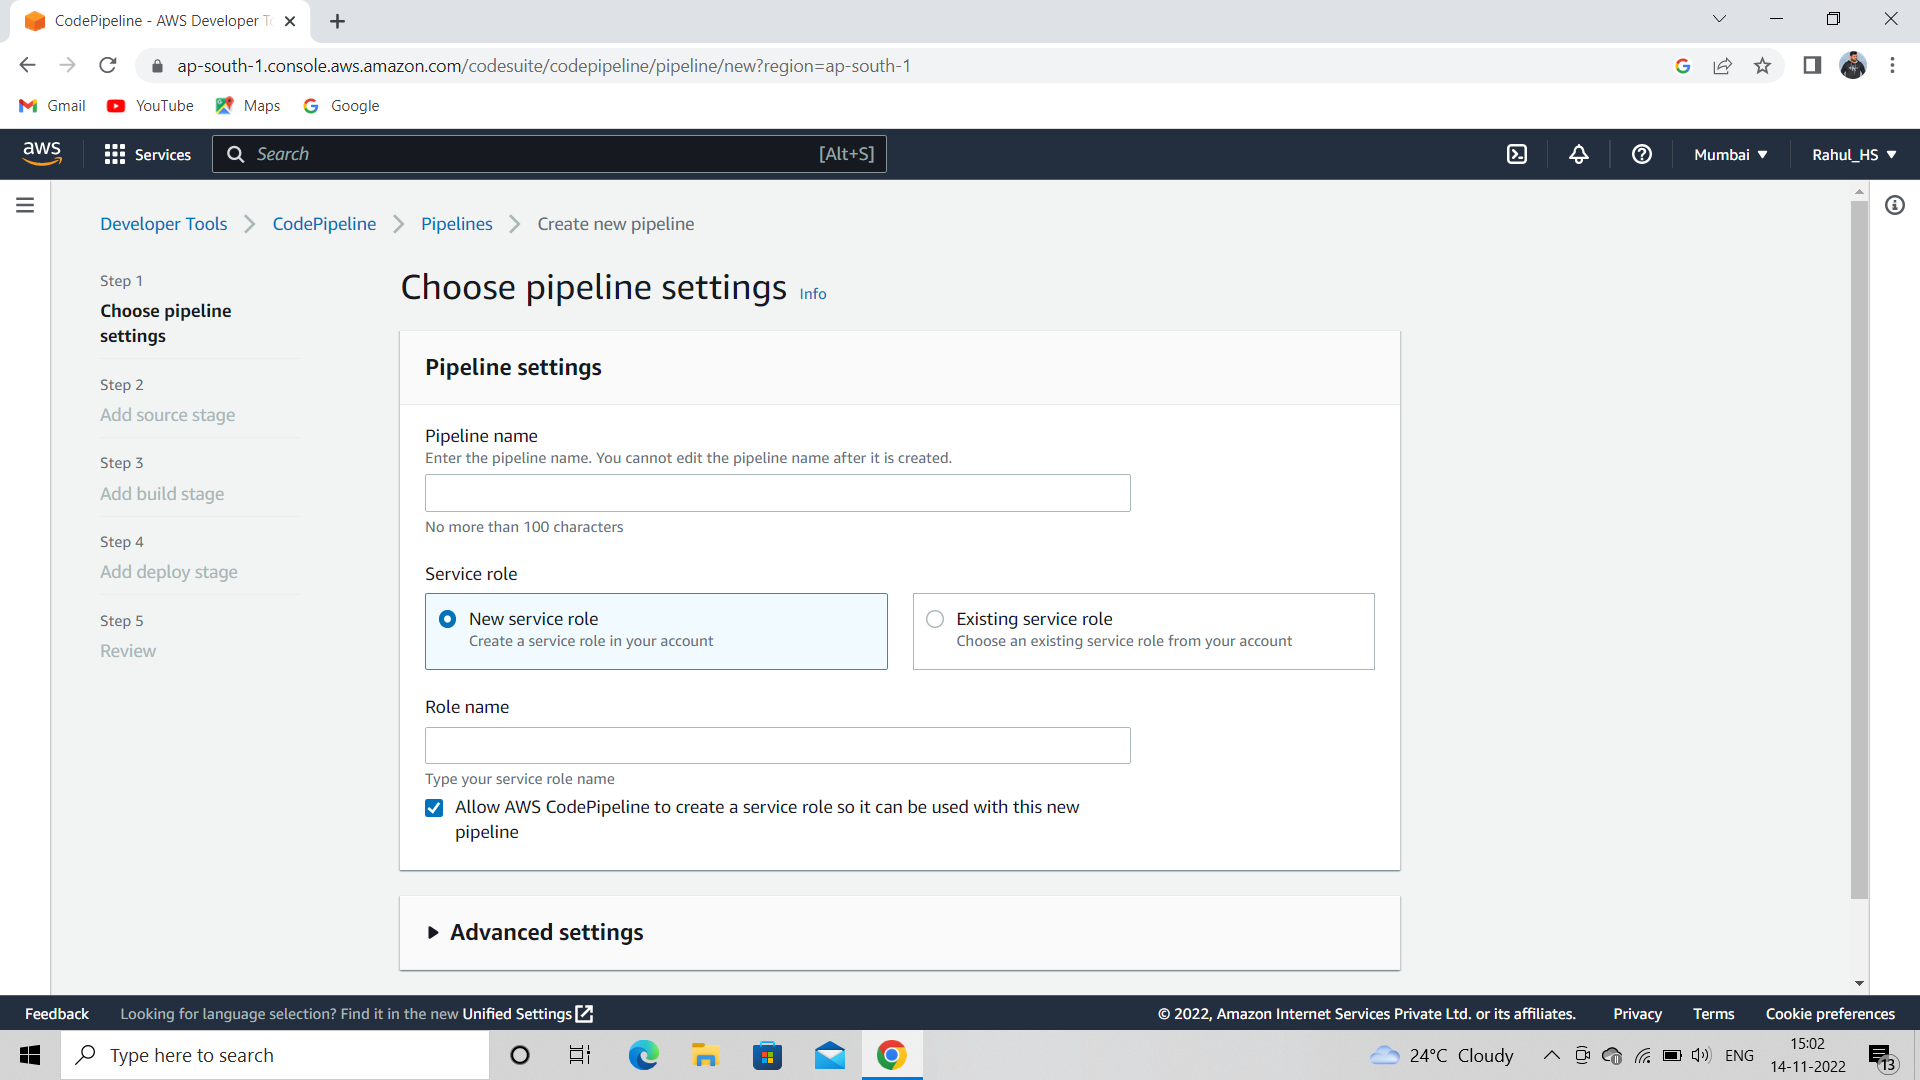 CodePipeline - AWS Developer To
ap-south-1.console.aws.amazon.com/codesuite/codepipeline/pipeline/new?region=ap-south-1
Gmail YouTube Maps Google
aws Services Search [Alt+S] Mumbai Rahul_HS
Developer Tools CodePipeline Pipelines Create new pipeline
Step 1
Choose pipeline
settings
Step 2
Add source stage
Step 3
Add build stage
Step 4
Add deploy stage
Step 5
Review
Choose pipeline settings Info
Pipeline settings
Pipeline name
Enter the pipeline name. You cannot edit the pipeline name after it is created.
No more than 100 characters
Service role
New service role
Create a service role in your account
Existing service role
Choose an existing service role from your account
Role name
Type your service role name
Allow AWS CodePipeline to create a service role so it can be used with this new
pipeline
Advanced settings
Feedback Looking for language selection? Find it in the new Unified Settings © 2022, Amazon Internet Services Private Ltd. or its affiliates. Privacy Terms Cookie preferences
Type here to search 24°C Cloudy ENG
15:02
14-11-2022
13